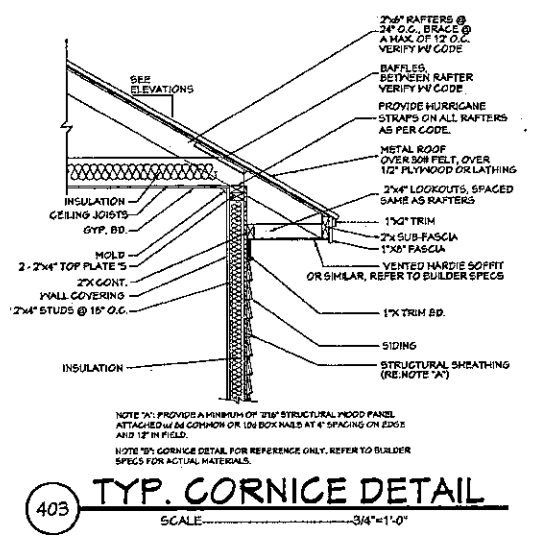 2"x6" RAFTERS @
24" O.C., BRACE @
A MAX. OF 12' O.C.
VERIFY W/ CODE
BAFFLES,
BETWEEN RAFTER
VERIFY W/ CODE
SEE
ELEVATIONS
PROVIDE HURRICANE
STRAPS ON ALL RAFTERS
AS PER CODE.
METAL ROOF
OVER 30# FELT, OVER
1/2" PLYWOOD OR LATHING
2"x4" LOOKOUTS, SPACED
SAME AS RAFTERS
INSULATION
CEILING JOISTS
GYP. BD.
1"X2" TRIM
2"x SUB-FASCIA
1"X8" FASCIA
MOLD
2 - 2"x4" TOP PLATE'S
2"X CONT.
WALL COVERING
2"x4" STUDS @ 16" O.C.
VENTED HARDIE SOFFIT
OR SIMILAR, REFER TO BUILDER SPECS
1"X TRIM BD.
SIDING
STRUCTURAL SHEATHING
(RE:NOTE "A")
INSULATION
NOTE "A": PROVIDE A MINIMUM OF 7/16" STRUCTURAL WOOD PANEL
ATTACHED w/ 8d COMMON OR 10d BOX NAILS AT 4" SPACING ON EDGE
AND 12" IN FIELD.
NOTE "B": CORNICE DETAIL FOR REFERENCE ONLY, REFER TO BUILDER
SPECS FOR ACTUAL MATERIALS.
403
TYP. CORNICE DETAIL
SCALE 3/4"=1'-0"